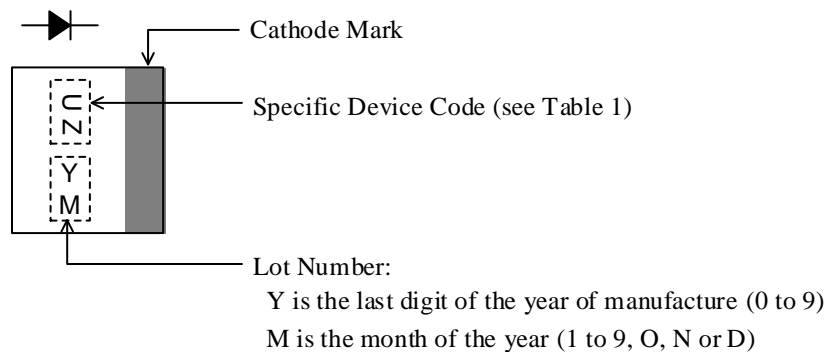 Cathode Mark
Specific Device Code (see Table 1)
UN
Y
M
Lot Number:
Y is the last digit of the year of manufacture (0 to 9)
M is the month of the year (1 to 9, O, N or D)